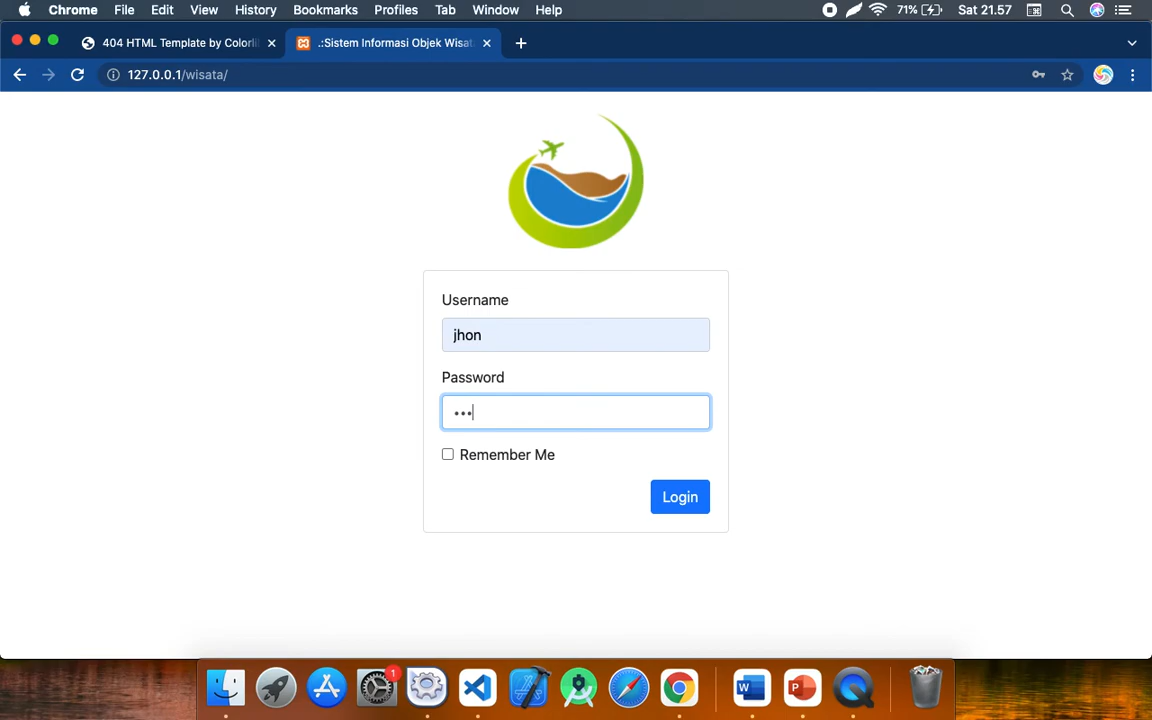 Chrome File Edit View History Bookmarks Profiles Tab Window Help 71% Sat 21.57
404 HTML Template by Colorli .:Sistem Informasi Objek Wisat
127.0.0.1/wisata/
Username
jhon
Password
•••
Remember Me
Login
1